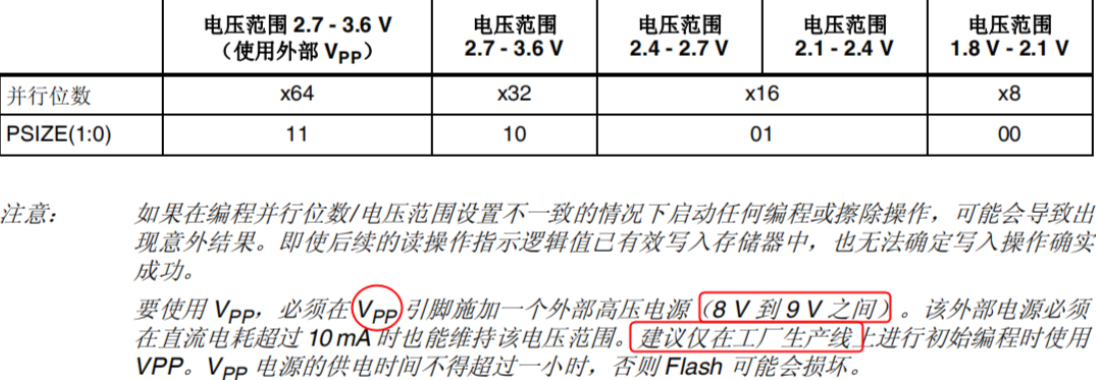 电压范围 2.7 - 3.6 V
（使用外部 VPP）
电压范围
2.7 - 3.6 V
电压范围
2.4 - 2.7 V
电压范围
2.1 - 2.4 V
电压范围
1.8 V - 2.1 V
并行位数 x64 x32 x16 x8
PSIZE(1:0) 11 10 01 00
注意： 如果在编程并行位数/电压范围设置不一致的情况下启动任何编程或擦除操作，可能会导致出
现意外结果。即使后续的读操作指示逻辑值已有效写入存储器中，也无法确定写入操作确实
成功。
要使用 VPP，必须在 VPP 引脚施加一个外部高压电源（8 V 到 9 V 之间）。该外部电源必须
在直流电耗超过 10 mA 时也能维持该电压范围。建议仅在工厂生产线上进行初始编程时使用
VPP。VPP 电源的供电时间不得超过一小时，否则 Flash 可能会损坏。